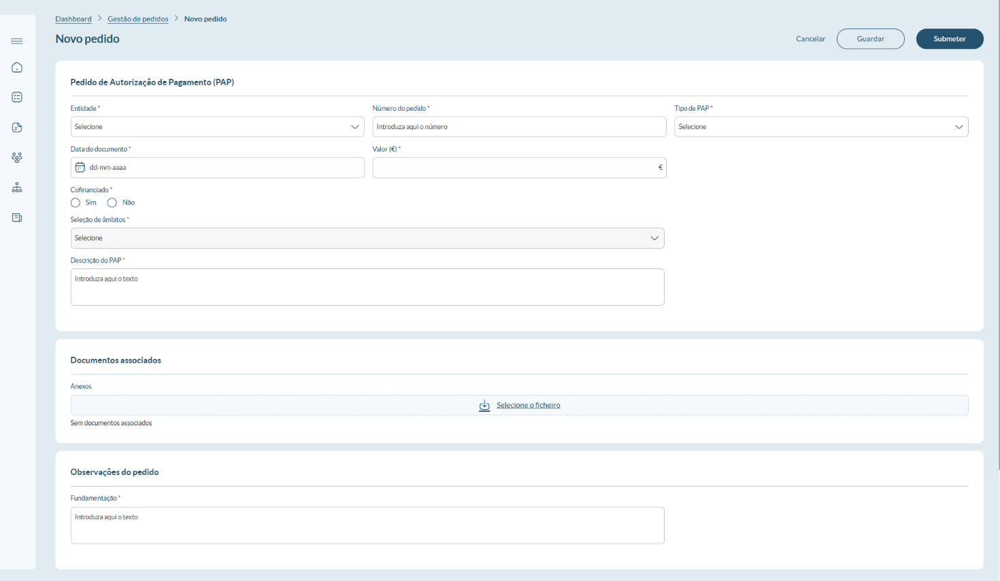 Dashboard > Gestão de pedidos > Novo pedido
Novo pedido
Cancelar Guardar Submeter
Pedido de Autorização de Pagamento (PAP)
Entidade * Número do pedido * Tipo de PAP *
Selecione Introduza aqui o número Selecione
Data do documento * Valor (€) *
dd-mm-aaaa €
Cofinanciado *
Sim Não
Seleção de âmbitos *
Selecione
Descrição do PAP *
Introduza aqui o texto
Documentos associados
Anexos
Selecione o ficheiro
Sem documentos associados
Observações do pedido
Fundamentação *
Introduza aqui o texto